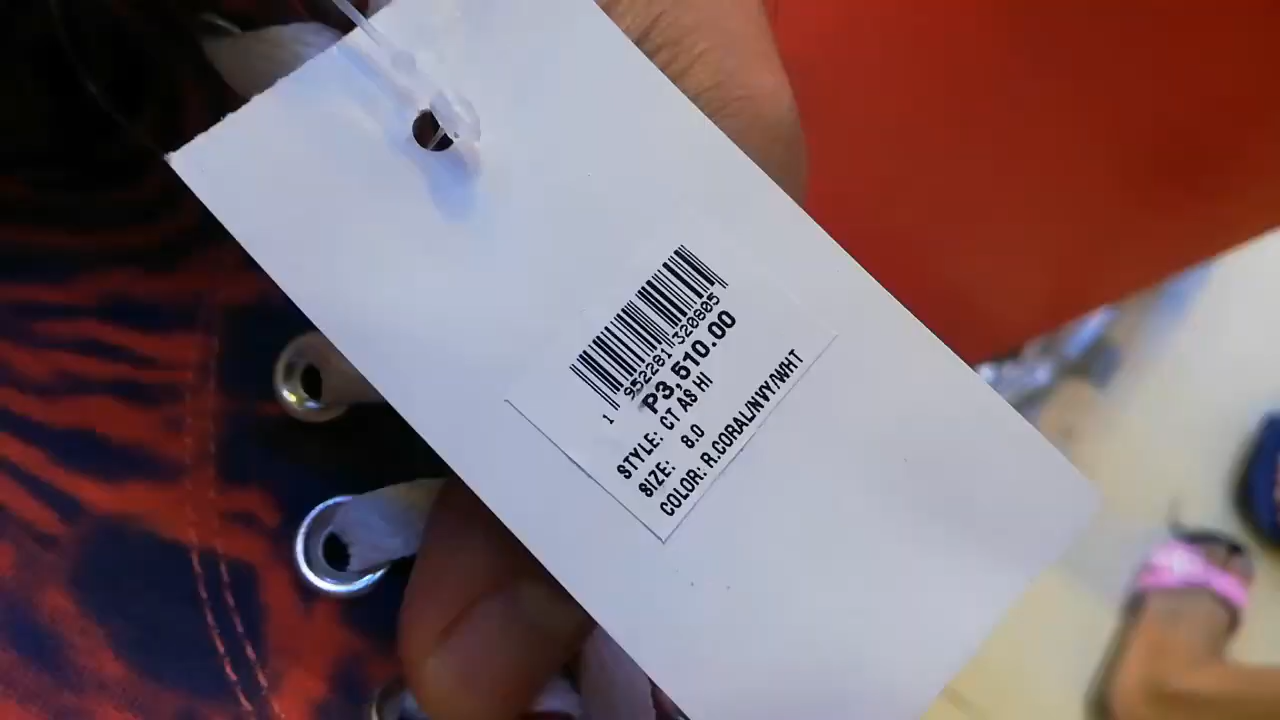 1 952281 320805
P3,510.00
STYLE: CT AS HI
SIZE: 8.0
COLOR: R.CORAL/NVY/WHT